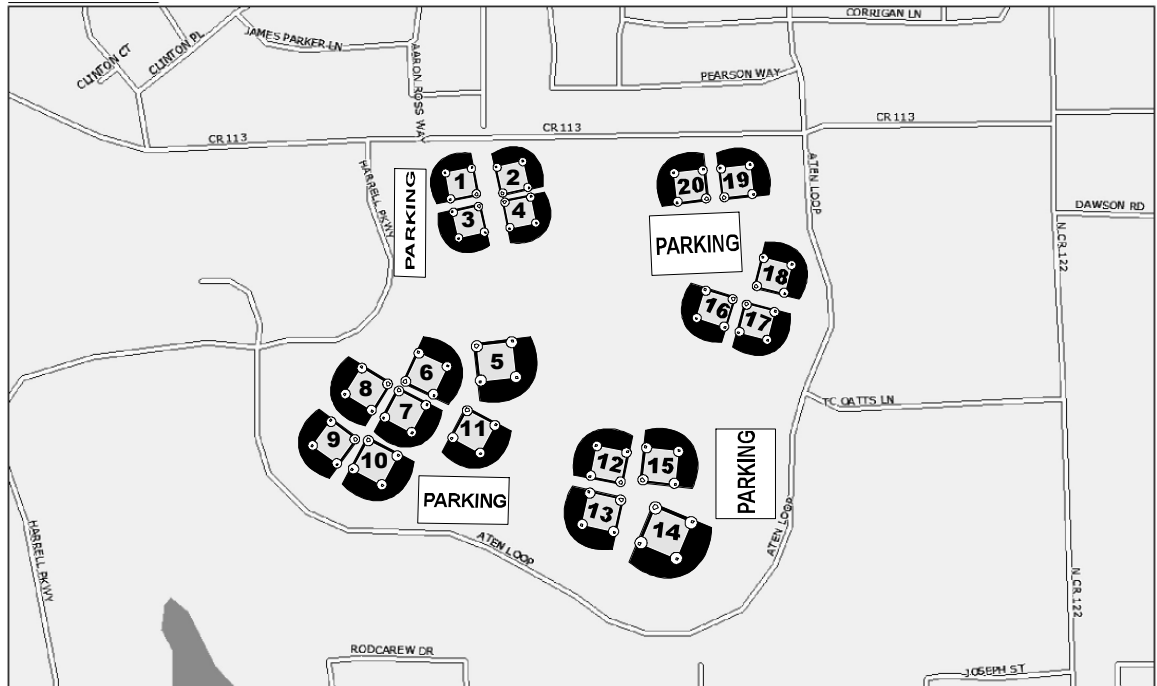 CORRIGAN LN
JAMES PARKER LN
CLINTON CT
CLINTON PL
AARON ROSS WAY
PEARSON WAY
CR 113
CR 113
CR 113
HARRELL PKWY
PARKING
1
2
3
4
20
19
ATEN LOOP
DAWSON RD
PARKING
N CR 122
18
16
17
5
6
8
7
11
9
10
TC OATTS LN
12
15
PARKING
13
14
PARKING
ATEN LOOP
ATEN LOOP
HARRELL PKWY
N CR 122
RODCAREW DR
JOSEPH ST